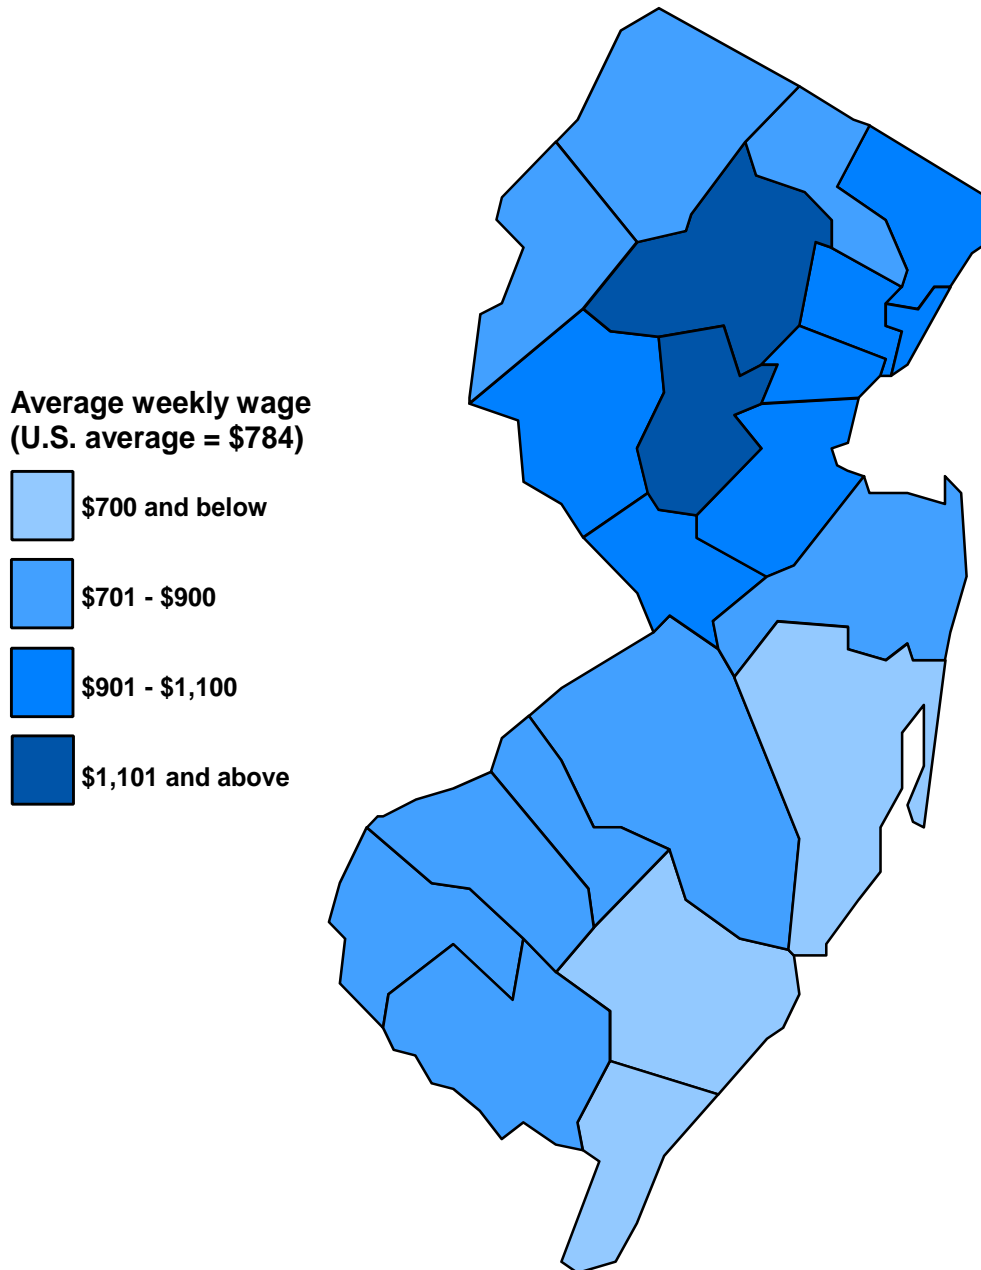 Average weekly wage
(U.S. average = $784)
$700 and below
$701 - $900
$901 - $1,100
$1,101 and above